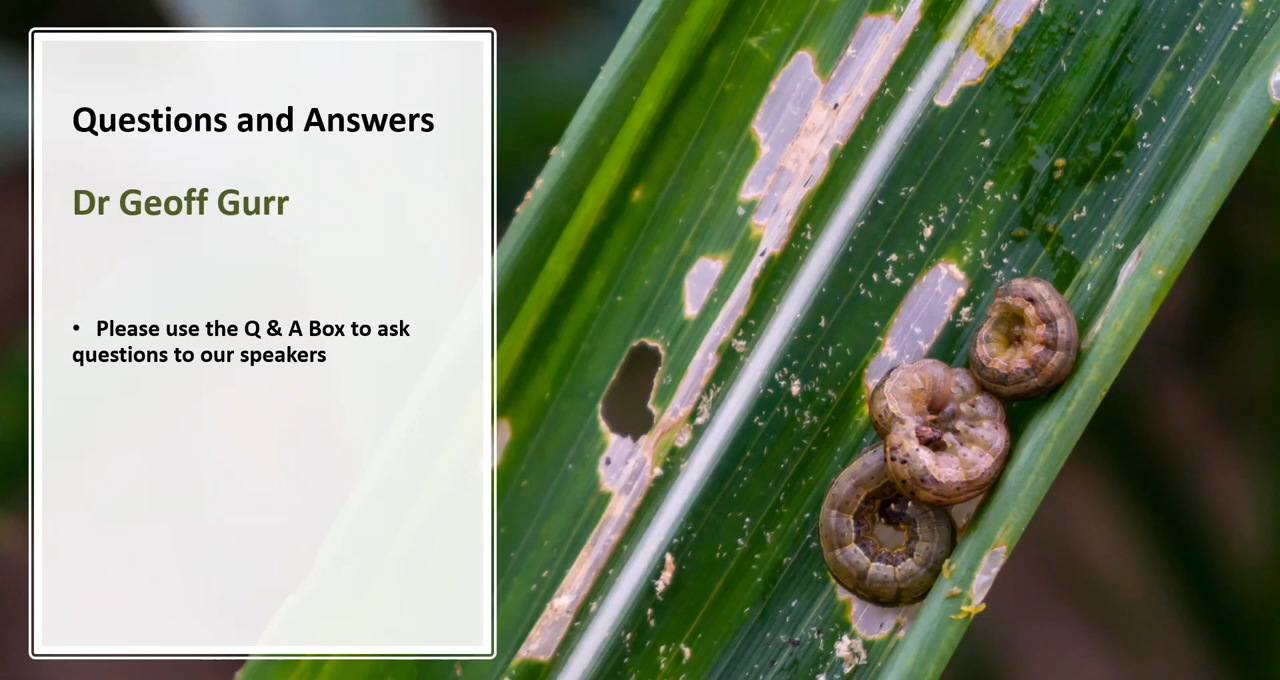 Questions and Answers
Dr Geoff Gurr
• Please use the Q & A Box to ask
questions to our speakers